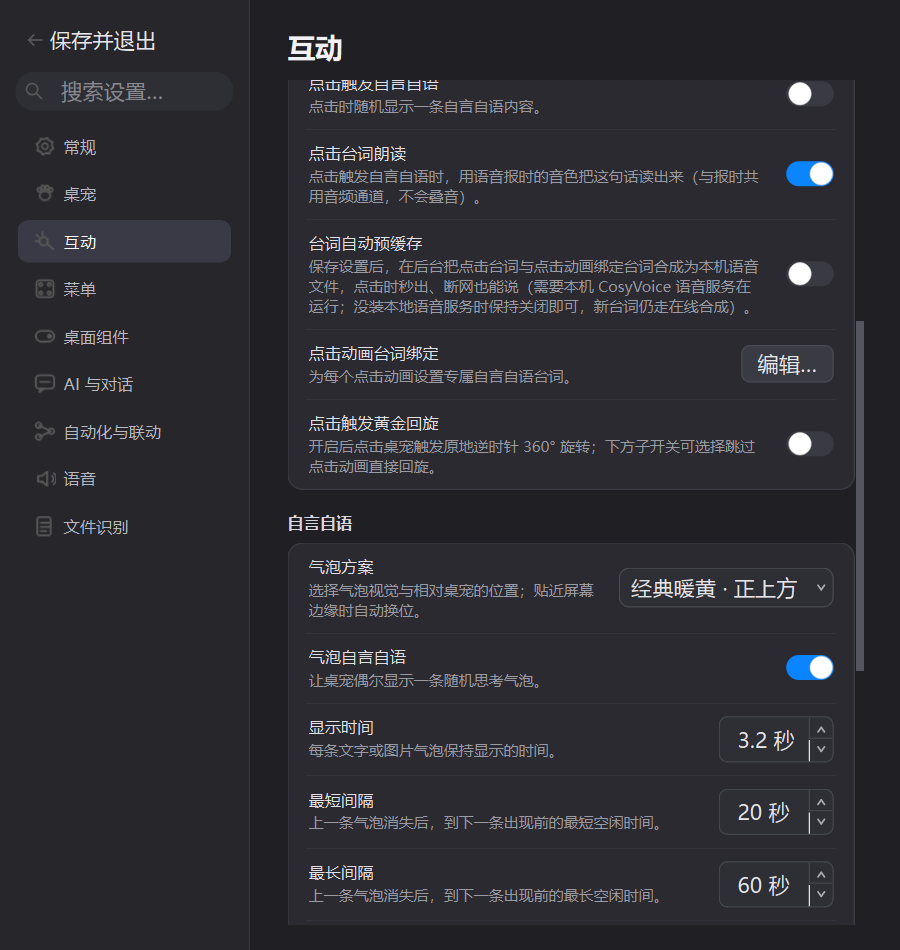 保存并退出
搜索设置...
常规
桌宠
互动
菜单
桌面组件
AI 与对话
自动化与联动
语音
文件识别
互动
点击触发自言自语
点击时随机显示一条自言自语内容。
点击台词朗读
点击触发自言自语时，用语音报时的音色把这句话读出来（与报时共
用音频通道，不会叠音）。
台词自动预缓存
保存设置后，在后台把点击台词与点击动画绑定台词合成为本机语音
文件，点击时秒出、断网也能说（需要本机 CosyVoice 语音服务在
运行；没装本地语音服务时保持关闭即可，新台词仍走在线合成）。
点击动画台词绑定
为每个点击动画设置专属自言自语台词。
编辑...
点击触发黄金回旋
开启后点击桌宠触发原地逆时针 360° 旋转；下方子开关可选择跳过
点击动画直接回旋。
自言自语
气泡方案
选择气泡视觉与相对桌宠的位置；贴近屏幕
边缘时自动换位。
经典暖黄 · 正上方
气泡自言自语
让桌宠偶尔显示一条随机思考气泡。
显示时间
每条文字或图片气泡保持显示的时间。
3.2 秒
最短间隔
上一条气泡消失后，到下一条出现前的最短空闲时间。
20 秒
最长间隔
上一条气泡消失后，到下一条出现前的最长空闲时间。
60 秒